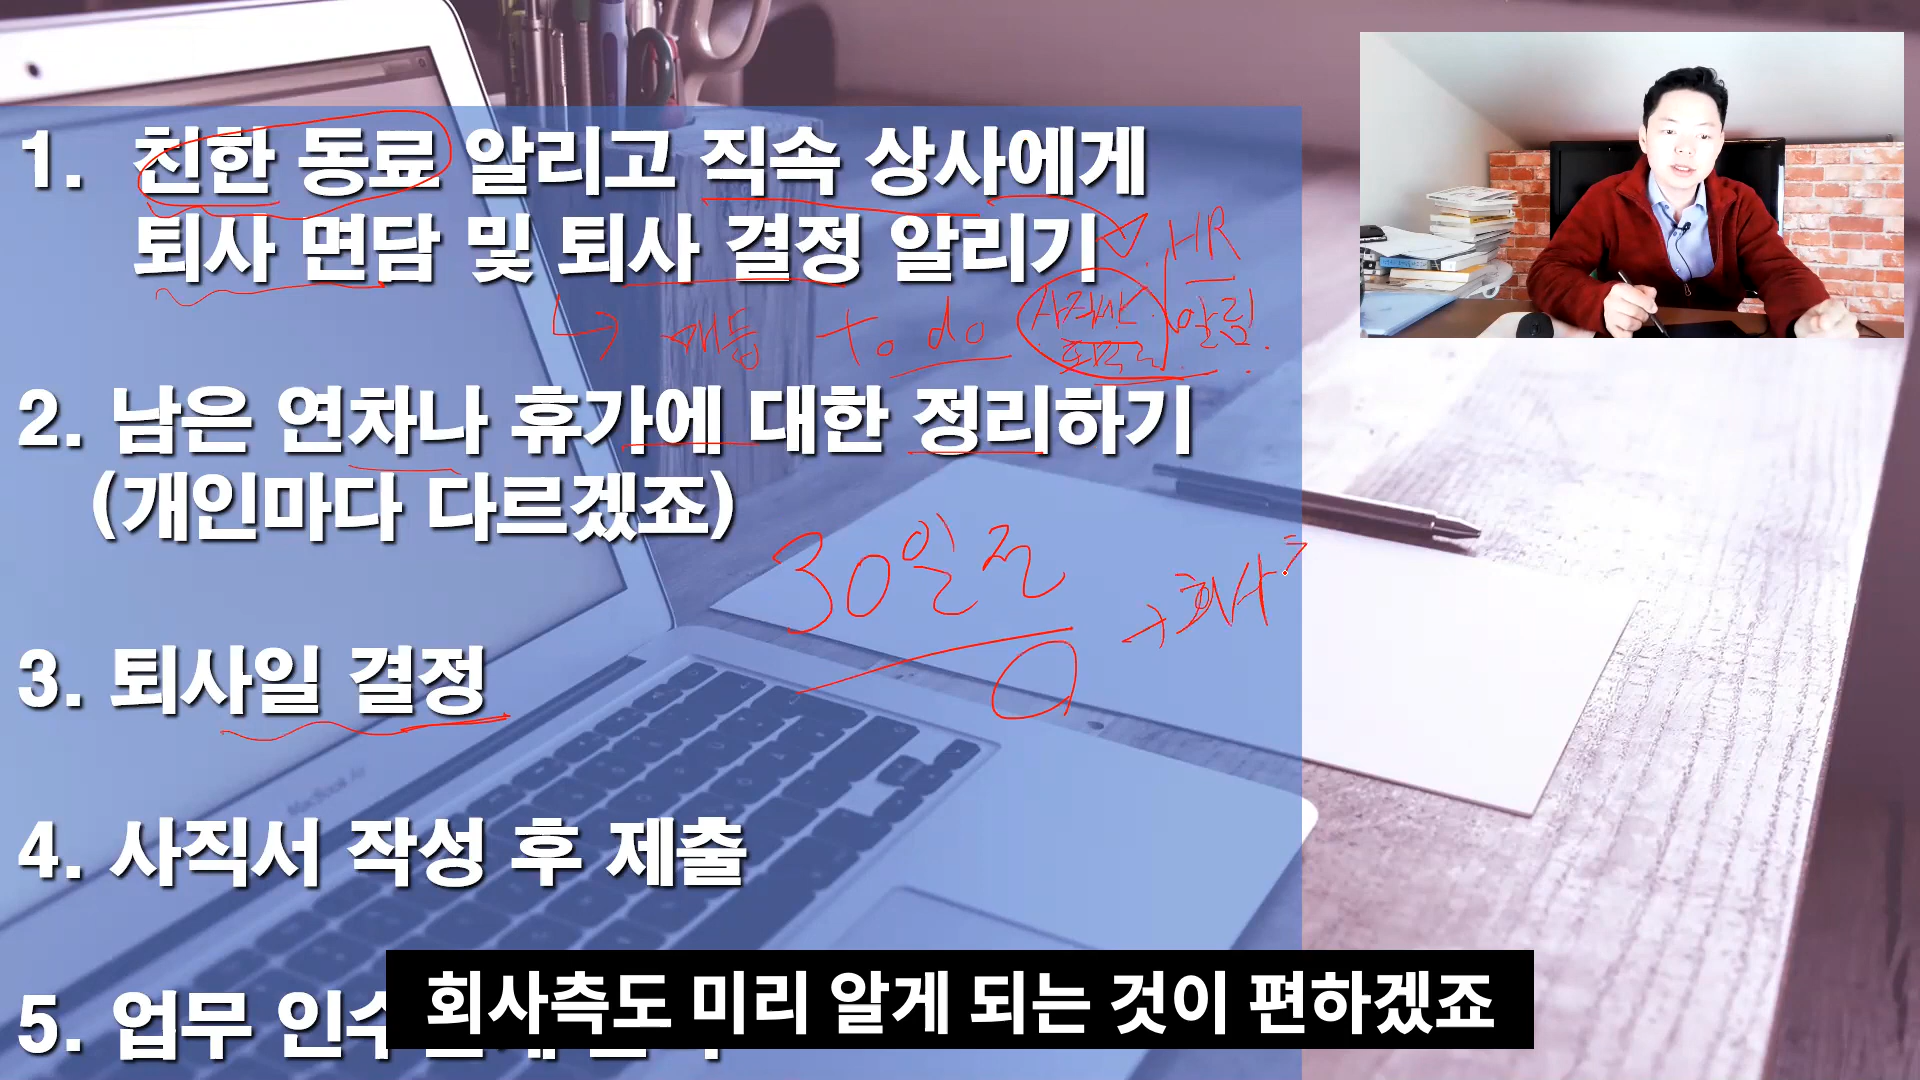 1. 친한 동료 알리고 직속 상사에게
퇴사 면담 및 퇴사 결정 알리기
HR
알림
to do
2. 남은 연차나 휴가에 대한 정리하기
(개인마다 다르겠죠)
30일 전
→ 회사
3. 퇴사일 결정
4. 사직서 작성 후 제출
5. 업무
회사측도 미리 알게 되는 것이 편하겠죠